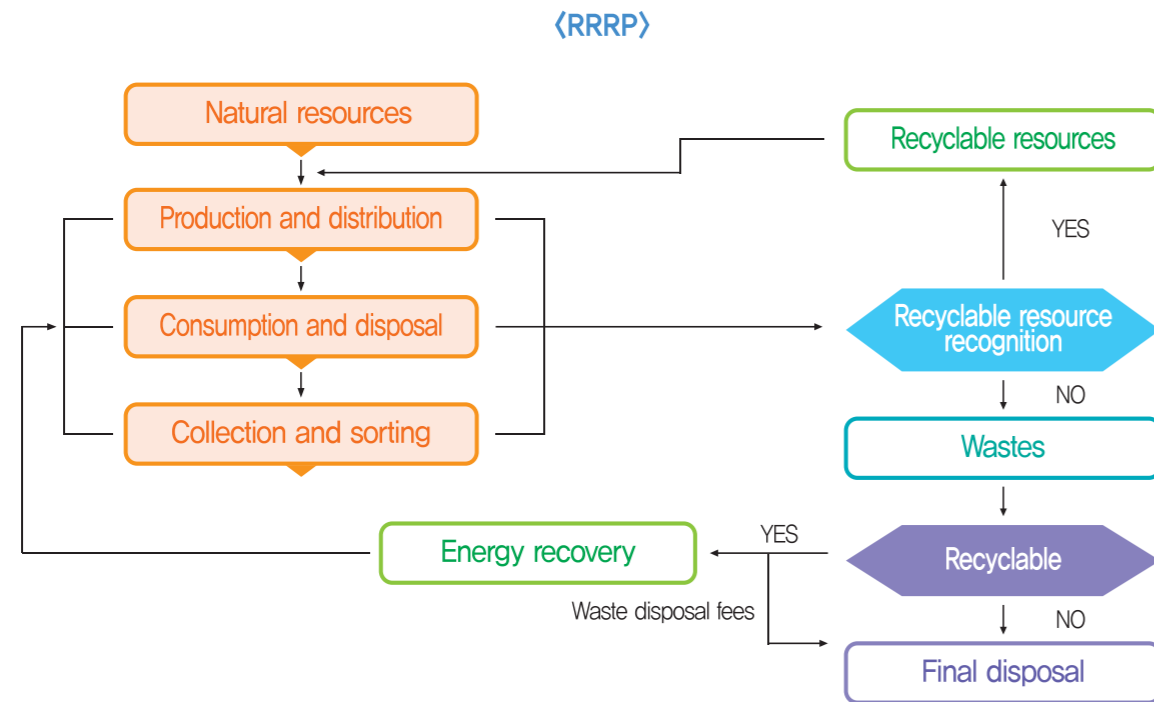 〈RRRP〉
Natural resources
Recyclable resources
Production and distribution
YES
Consumption and disposal
Recyclable resource
recognition
NO
Collection and sorting
Wastes
Energy recovery
YES
Recyclable
Waste disposal fees
NO
Final disposal